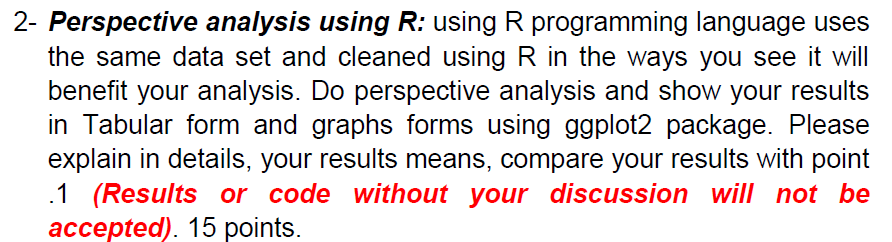 2- Perspective analysis using R: using R programming language uses
the same data set and cleaned using R in the ways you see it will
benefit your analysis. Do perspective analysis and show your results
in Tabular form and graphs forms using ggplot2 package. Please
explain in details, your results means, compare your results with point
.1 (Results or code without your discussion will not be
accepted). 15 points.